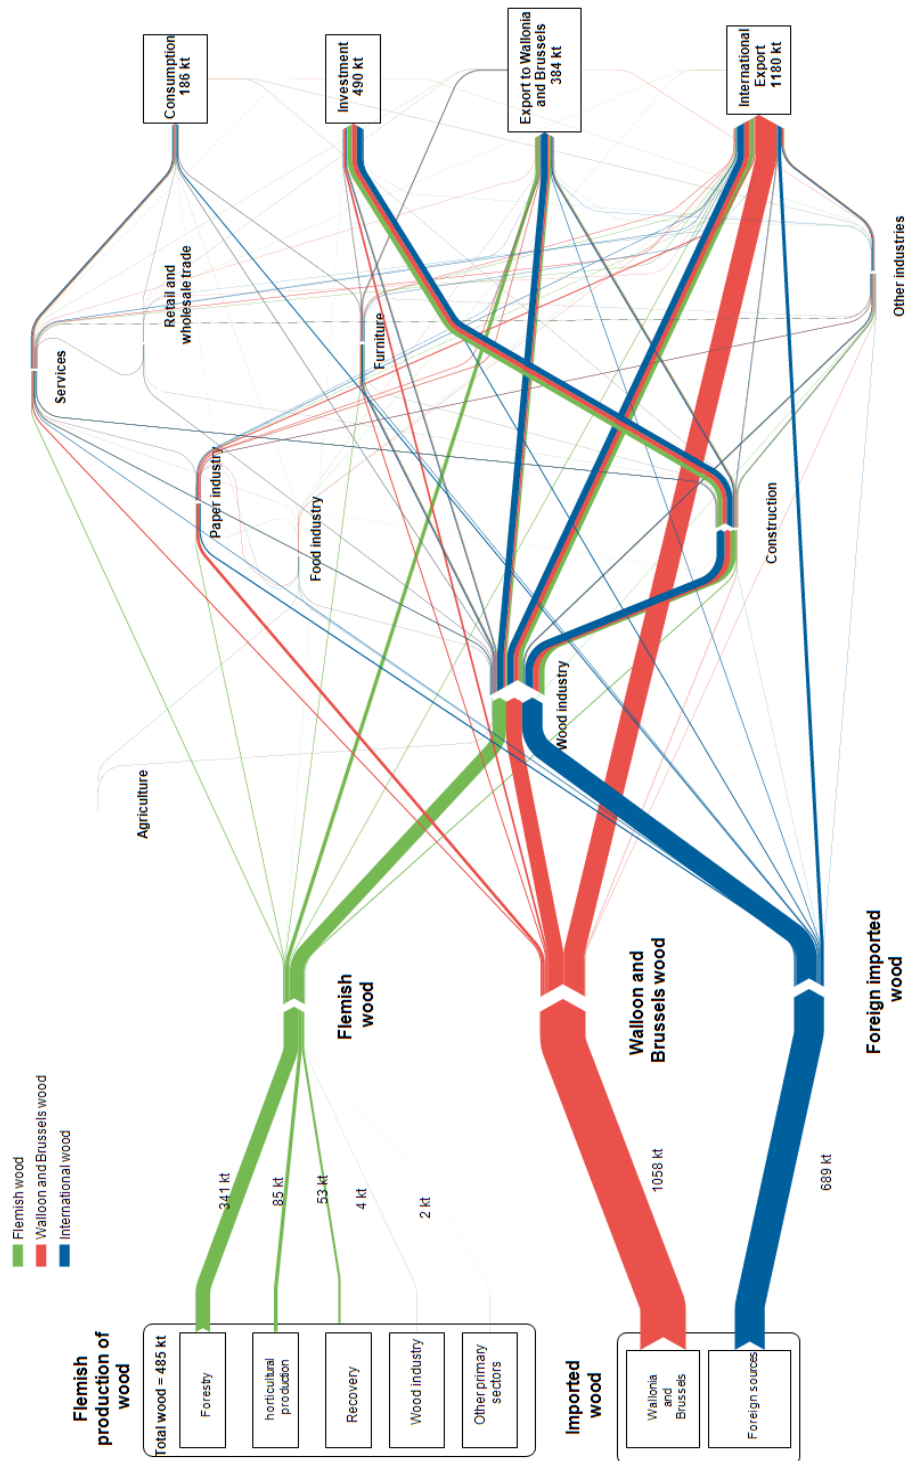 Flemish wood
Walloon and Brussels wood
International wood
Flemish
production of
wood
Total wood = 485 kt
Forestry
horticultural
production
Recovery
Wood industry
Other primary
sectors
Imported
wood
Wallonia
and
Brussels
Foreign sources
341 kt
85 kt
53 kt
4 kt
2 kt
1058 kt
689 kt
Flemish
wood
Walloon and
Brussels wood
Foreign imported
wood
Agriculture
Wood industry
Food industry
Paper industry
Construction
Services
Retail and
wholesale trade
Furniture
Other industries
Consumption
186 kt
Investment
490 kt
Export to Wallonia
and Brussels
384 kt
International
Export
1180 kt